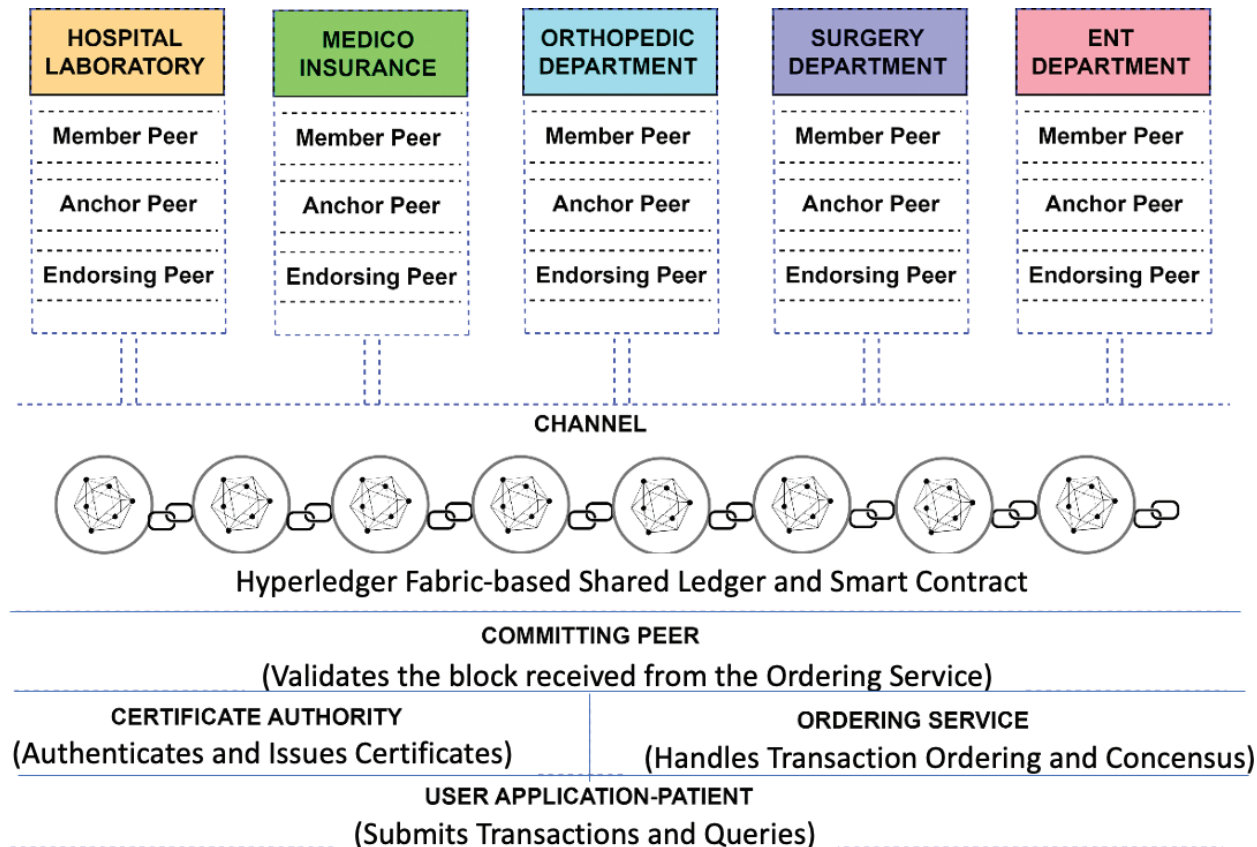 HOSPITAL
LABORATORY
MEDICO
INSURANCE
ORTHOPEDIC
DEPARTMENT
SURGERY
DEPARTMENT
ENT
DEPARTMENT
Member Peer
Member Peer
Member Peer
Member Peer
Member Peer
Anchor Peer
Anchor Peer
Anchor Peer
Anchor Peer
Anchor Peer
Endorsing Peer
Endorsing Peer
Endorsing Peer
Endorsing Peer
Endorsing Peer
CHANNEL
Hyperledger Fabric-based Shared Ledger and Smart Contract
COMMITTING PEER
(Validates the block received from the Ordering Service)
CERTIFICATE AUTHORITY
(Authenticates and Issues Certificates)
ORDERING SERVICE
(Handles Transaction Ordering and Concensus)
USER APPLICATION-PATIENT
(Submits Transactions and Queries)